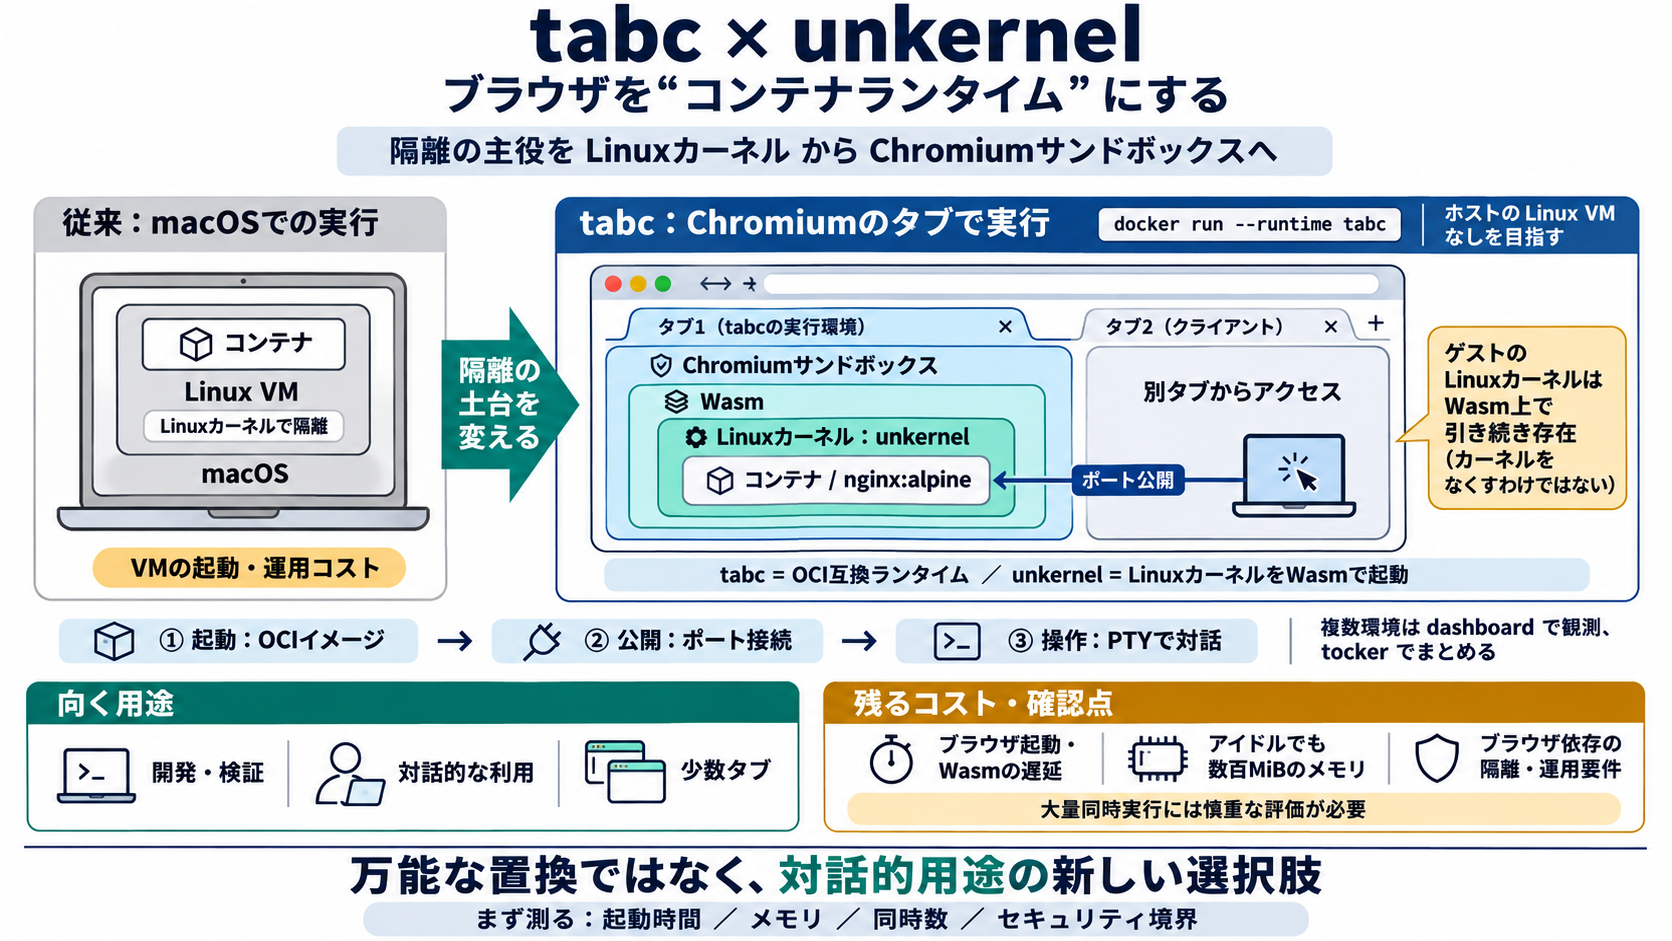 tabc × unkernel
ブラウザを“コンテナランタイム”にする
隔離の主役を Linuxカーネル から Chromiumサンドボックスへ
従来：macOSでの実行
コンテナ
Linux VM
Linuxカーネルで隔離
macOS
VMの起動・運用コスト
隔離の
土台を
変える
tabc：Chromiumのタブで実行
docker run --runtime tabc
ホストの Linux VM
なしを目指す
タブ1（tabcの実行環境）
タブ2（クライアント）
Chromiumサンドボックス
Wasm
Linuxカーネル：unkernel
コンテナ / nginx:alpine
ポート公開
別タブからアクセス
ゲストの
Linuxカーネルは
Wasm上で
引き続き存在
（カーネルを
なくすわけではない）
tabc = OCI互換ランタイム ／ unkernel = LinuxカーネルをWasmで起動
① 起動：OCIイメージ
② 公開：ポート接続
③ 操作：PTYで対話
複数環境は dashboard で観測、
tocker でまとめる
向く用途
開発・検証
対話的な利用
少数タブ
残るコスト・確認点
ブラウザ起動・
Wasmの遅延
アイドルでも
数百MiBのメモリ
ブラウザ依存の
隔離・運用要件
大量同時実行には慎重な評価が必要
万能な置換ではなく、対話的用途の新しい選択肢
まず測る：起動時間 ／ メモリ ／ 同時数 ／ セキュリティ境界